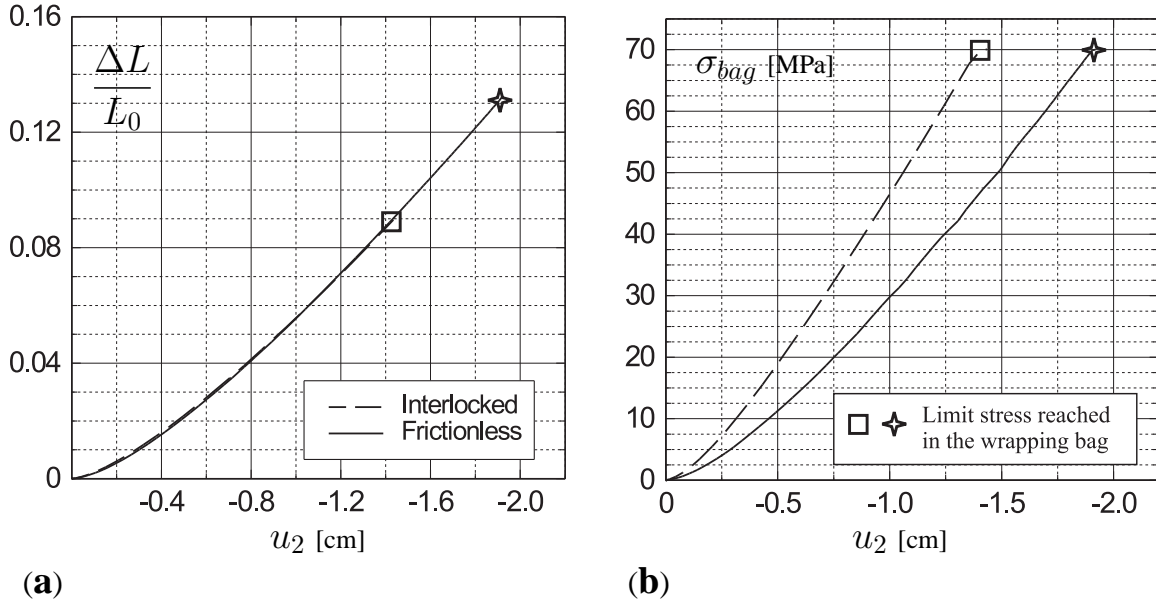 0.16
0.12
0.08
0.04
0
ΔL
L0
Interlocked
Frictionless
-0.4
-0.8
-1.2
-1.6
-2.0
u2 [cm]
(a)
70
60
50
40
30
20
10
0
σbag [MPa]
Limit stress reached
in the wrapping bag
0
-0.5
-1.0
-1.5
-2.0
u2 [cm]
(b)